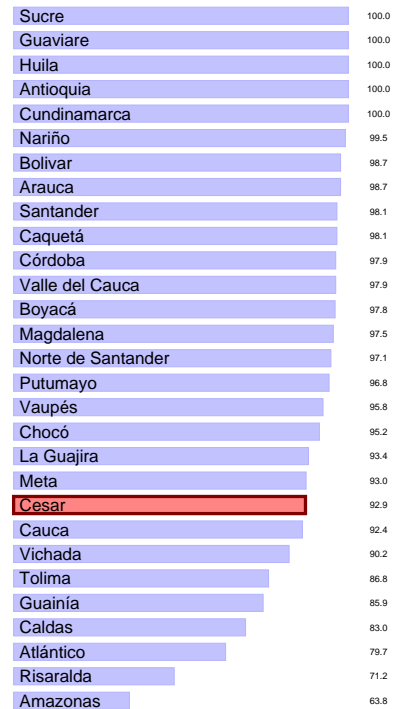 Sucre 100.0
Guaviare 100.0
Huila 100.0
Antioquia 100.0
Cundinamarca 100.0
Nariño 99.5
Bolivar 98.7
Arauca 98.7
Santander 98.1
Caquetá 98.1
Córdoba 97.9
Valle del Cauca 97.9
Boyacá 97.8
Magdalena 97.5
Norte de Santander 97.1
Putumayo 96.8
Vaupés 95.8
Chocó 95.2
La Guajira 93.4
Meta 93.0
Cesar 92.9
Cauca 92.4
Vichada 90.2
Tolima 86.8
Guainía 85.9
Caldas 83.0
Atlántico 79.7
Risaralda 71.2
Amazonas 63.8